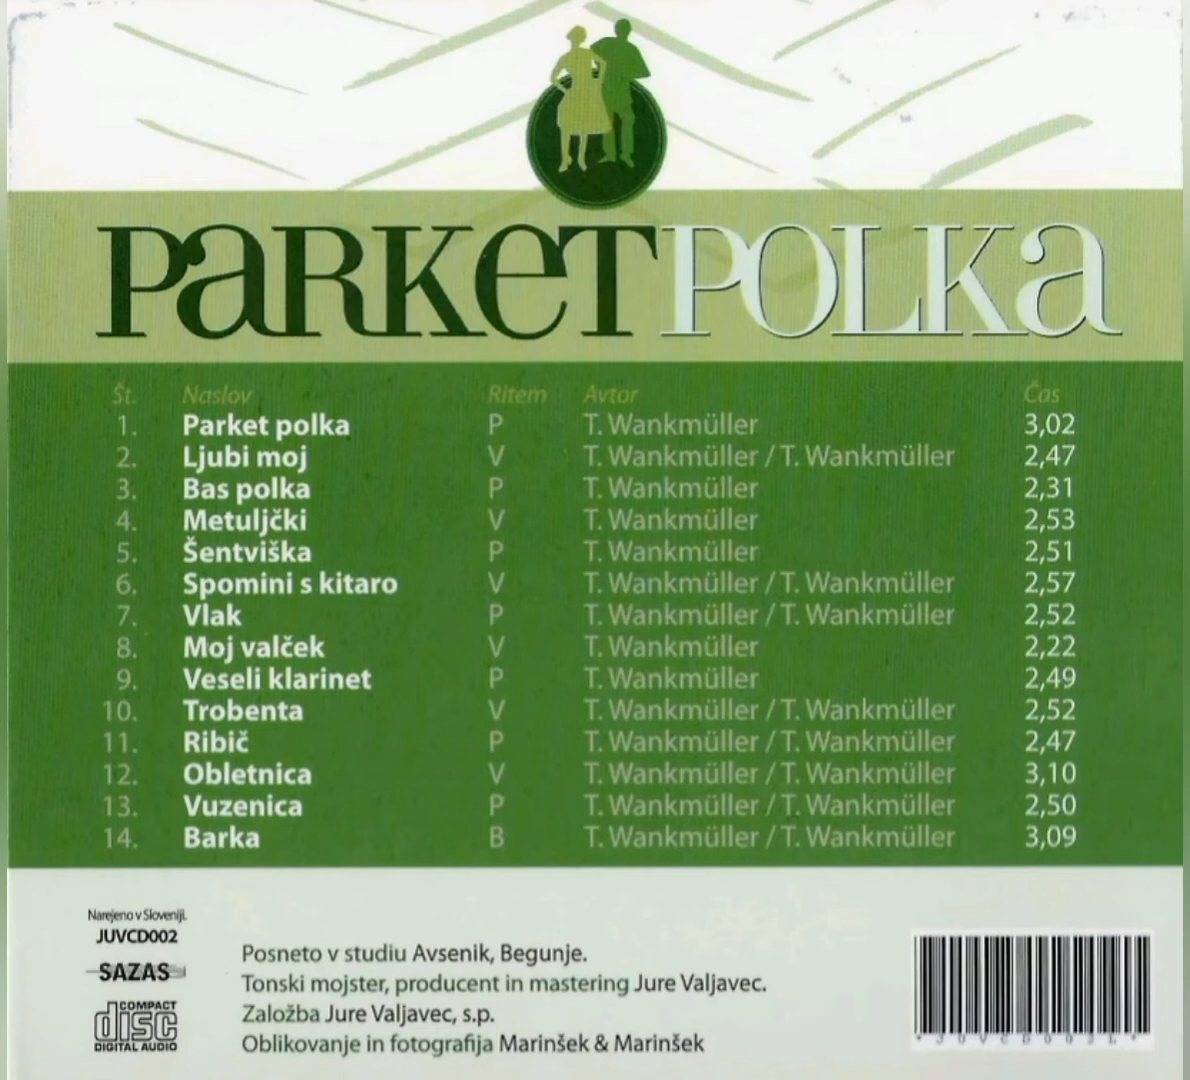 PARKETPOLKA
Št. Naslov Ritem Avtor Čas
1. Parket polka P T. Wankmüller 3,02
2. Ljubi moj V T. Wankmüller / T. Wankmüller 2,47
3. Bas polka P T. Wankmüller 2,31
4. Metuljčki V T. Wankmüller 2,53
5. Šentviška P T. Wankmüller 2,51
6. Spomini s kitaro V T. Wankmüller / T. Wankmüller 2,57
7. Vlak P T. Wankmüller / T. Wankmüller 2,52
8. Moj valček V T. Wankmüller 2,22
9. Veseli klarinet P T. Wankmüller 2,49
10. Trobenta V T. Wankmüller / T. Wankmüller 2,52
11. Ribič P T. Wankmüller / T. Wankmüller 2,47
12. Obletnica V T. Wankmüller / T. Wankmüller 3,10
13. Vuzenica P T. Wankmüller / T. Wankmüller 2,50
14. Barka B T. Wankmüller / T. Wankmüller 3,09
Narejeno v Sloveniji.
JUVCD002
SAZAS
COMPACT
disc
DIGITAL AUDIO
Posneto v studiu Avsenik, Begunje.
Tonski mojster, producent in mastering Jure Valjavec.
Založba Jure Valjavec, s.p.
Oblikovanje in fotografija Marinšek & Marinšek